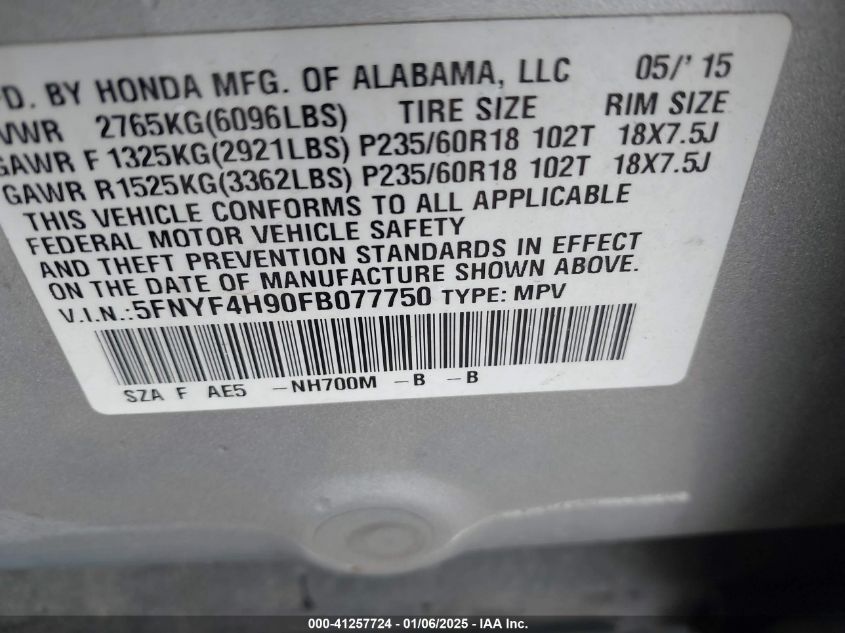 D. BY HONDA MFG. OF ALABAMA, LLC 05/' 15
VWR 2765KG(6096LBS) TIRE SIZE RIM SIZE
GAWR F 1325KG(2921LBS) P235/60R18 102T 18X7.5J
GAWR R1525KG(3362LBS) P235/60R18 102T 18X7.5J
THIS VEHICLE CONFORMS TO ALL APPLICABLE
FEDERAL MOTOR VEHICLE SAFETY
AND THEFT PREVENTION STANDARDS IN EFFECT
ON THE DATE OF MANUFACTURE SHOWN ABOVE.
V.I.N.:5FNYF4H90FB077750 TYPE: MPV
SZA F AE5 -NH700M -B -B
000-41257724 - 01/06/2025 - IAA Inc.